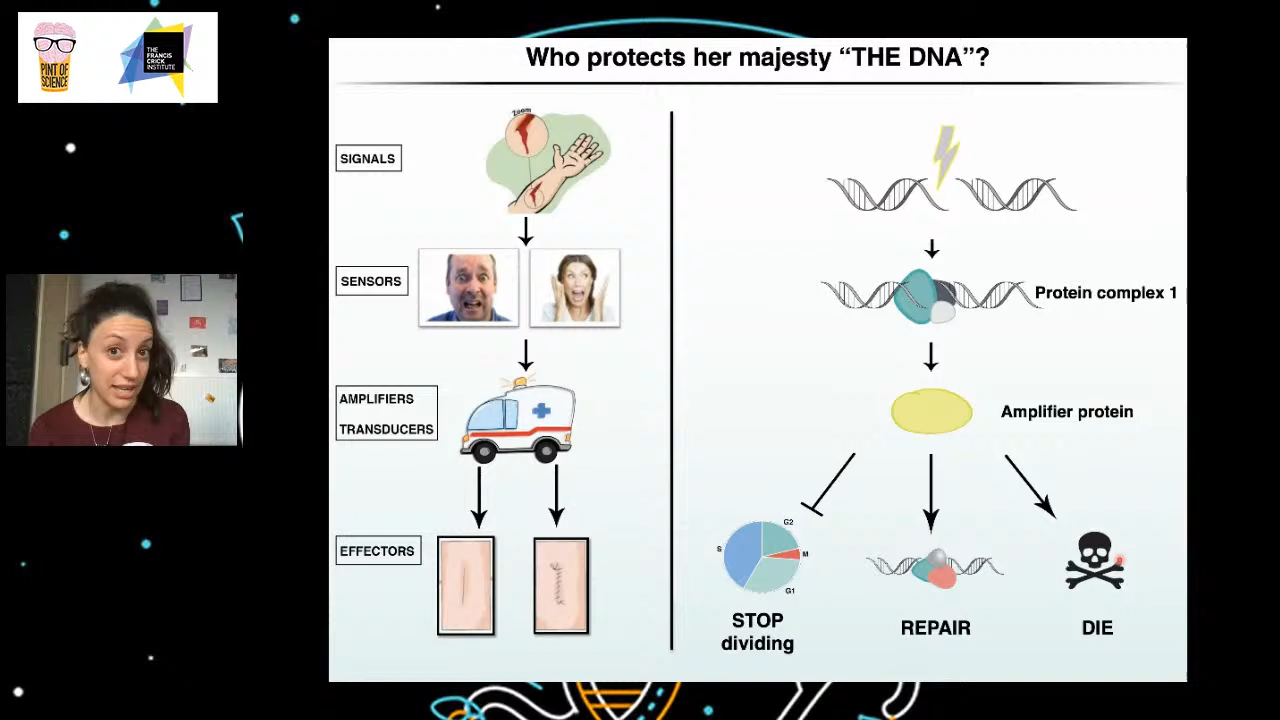 PINT OF
SCIENCE
THE
FRANCIS
CRICK
INSTITUTE
Who protects her majesty “THE DNA”?
SIGNALS
Zoom
SENSORS
Protein complex 1
AMPLIFIERS
TRANSDUCERS
Amplifier protein
EFFECTORS
G2
S
M
G1
STOP
dividing
REPAIR
DIE